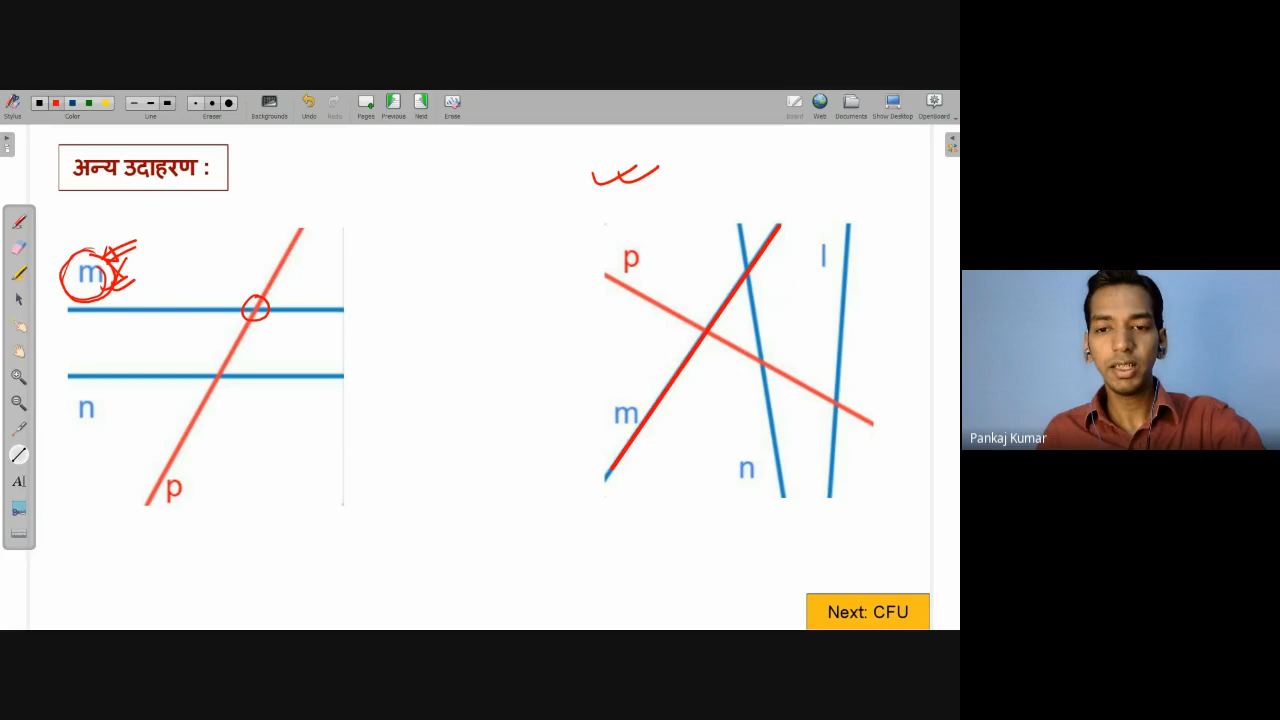 Stylus
Color
Line
Eraser
Backgrounds
Undo
Redo
Pages
Previous
Next
Erase
Board
Web
Documents
Show Desktop
OpenBoard
अन्य उदाहरण :
m
n
p
p
l
m
n
Next: CFU
Pankaj Kumar